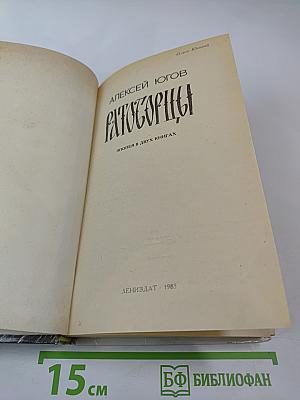 АЛЕКСЕЙ ЮГОВ
РАТОБОРЦЫ
ЭПОПЕЯ В ДВУХ КНИГАХ
ЛЕНИЗДАТ · 1983
15 см
БФ БИБЛИОФАН